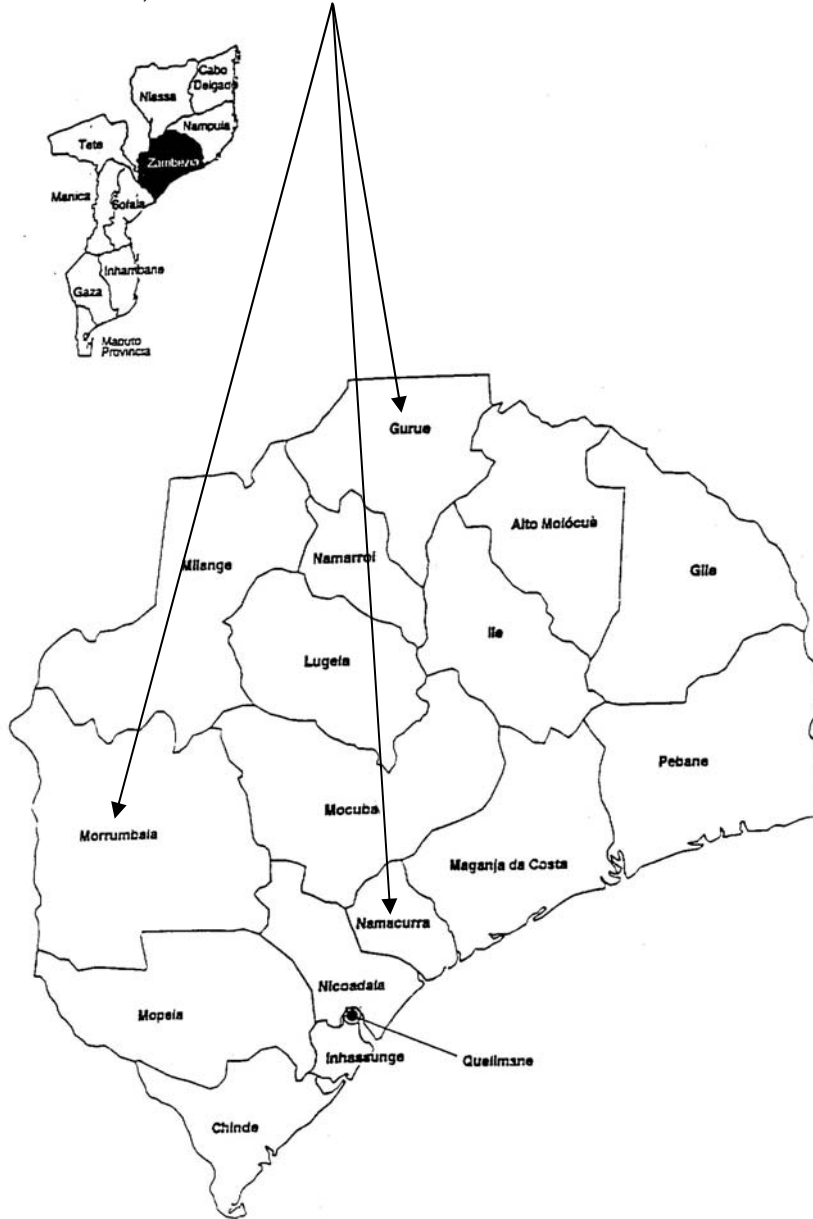 Cabo
Delgado
Niassa
Nampula
Tete
Zambezia
Manica
Sofala
Inhambane
Gaza
Maputo
Provincia
Gurue
Alto Molócuè
Gile
Milange
Namarroi
Ile
Lugela
Pebane
Mocuba
Morrumbala
Maganja da Costa
Namacurra
Nicoadala
Mopeia
Inhassunge
Quelimane
Chinde